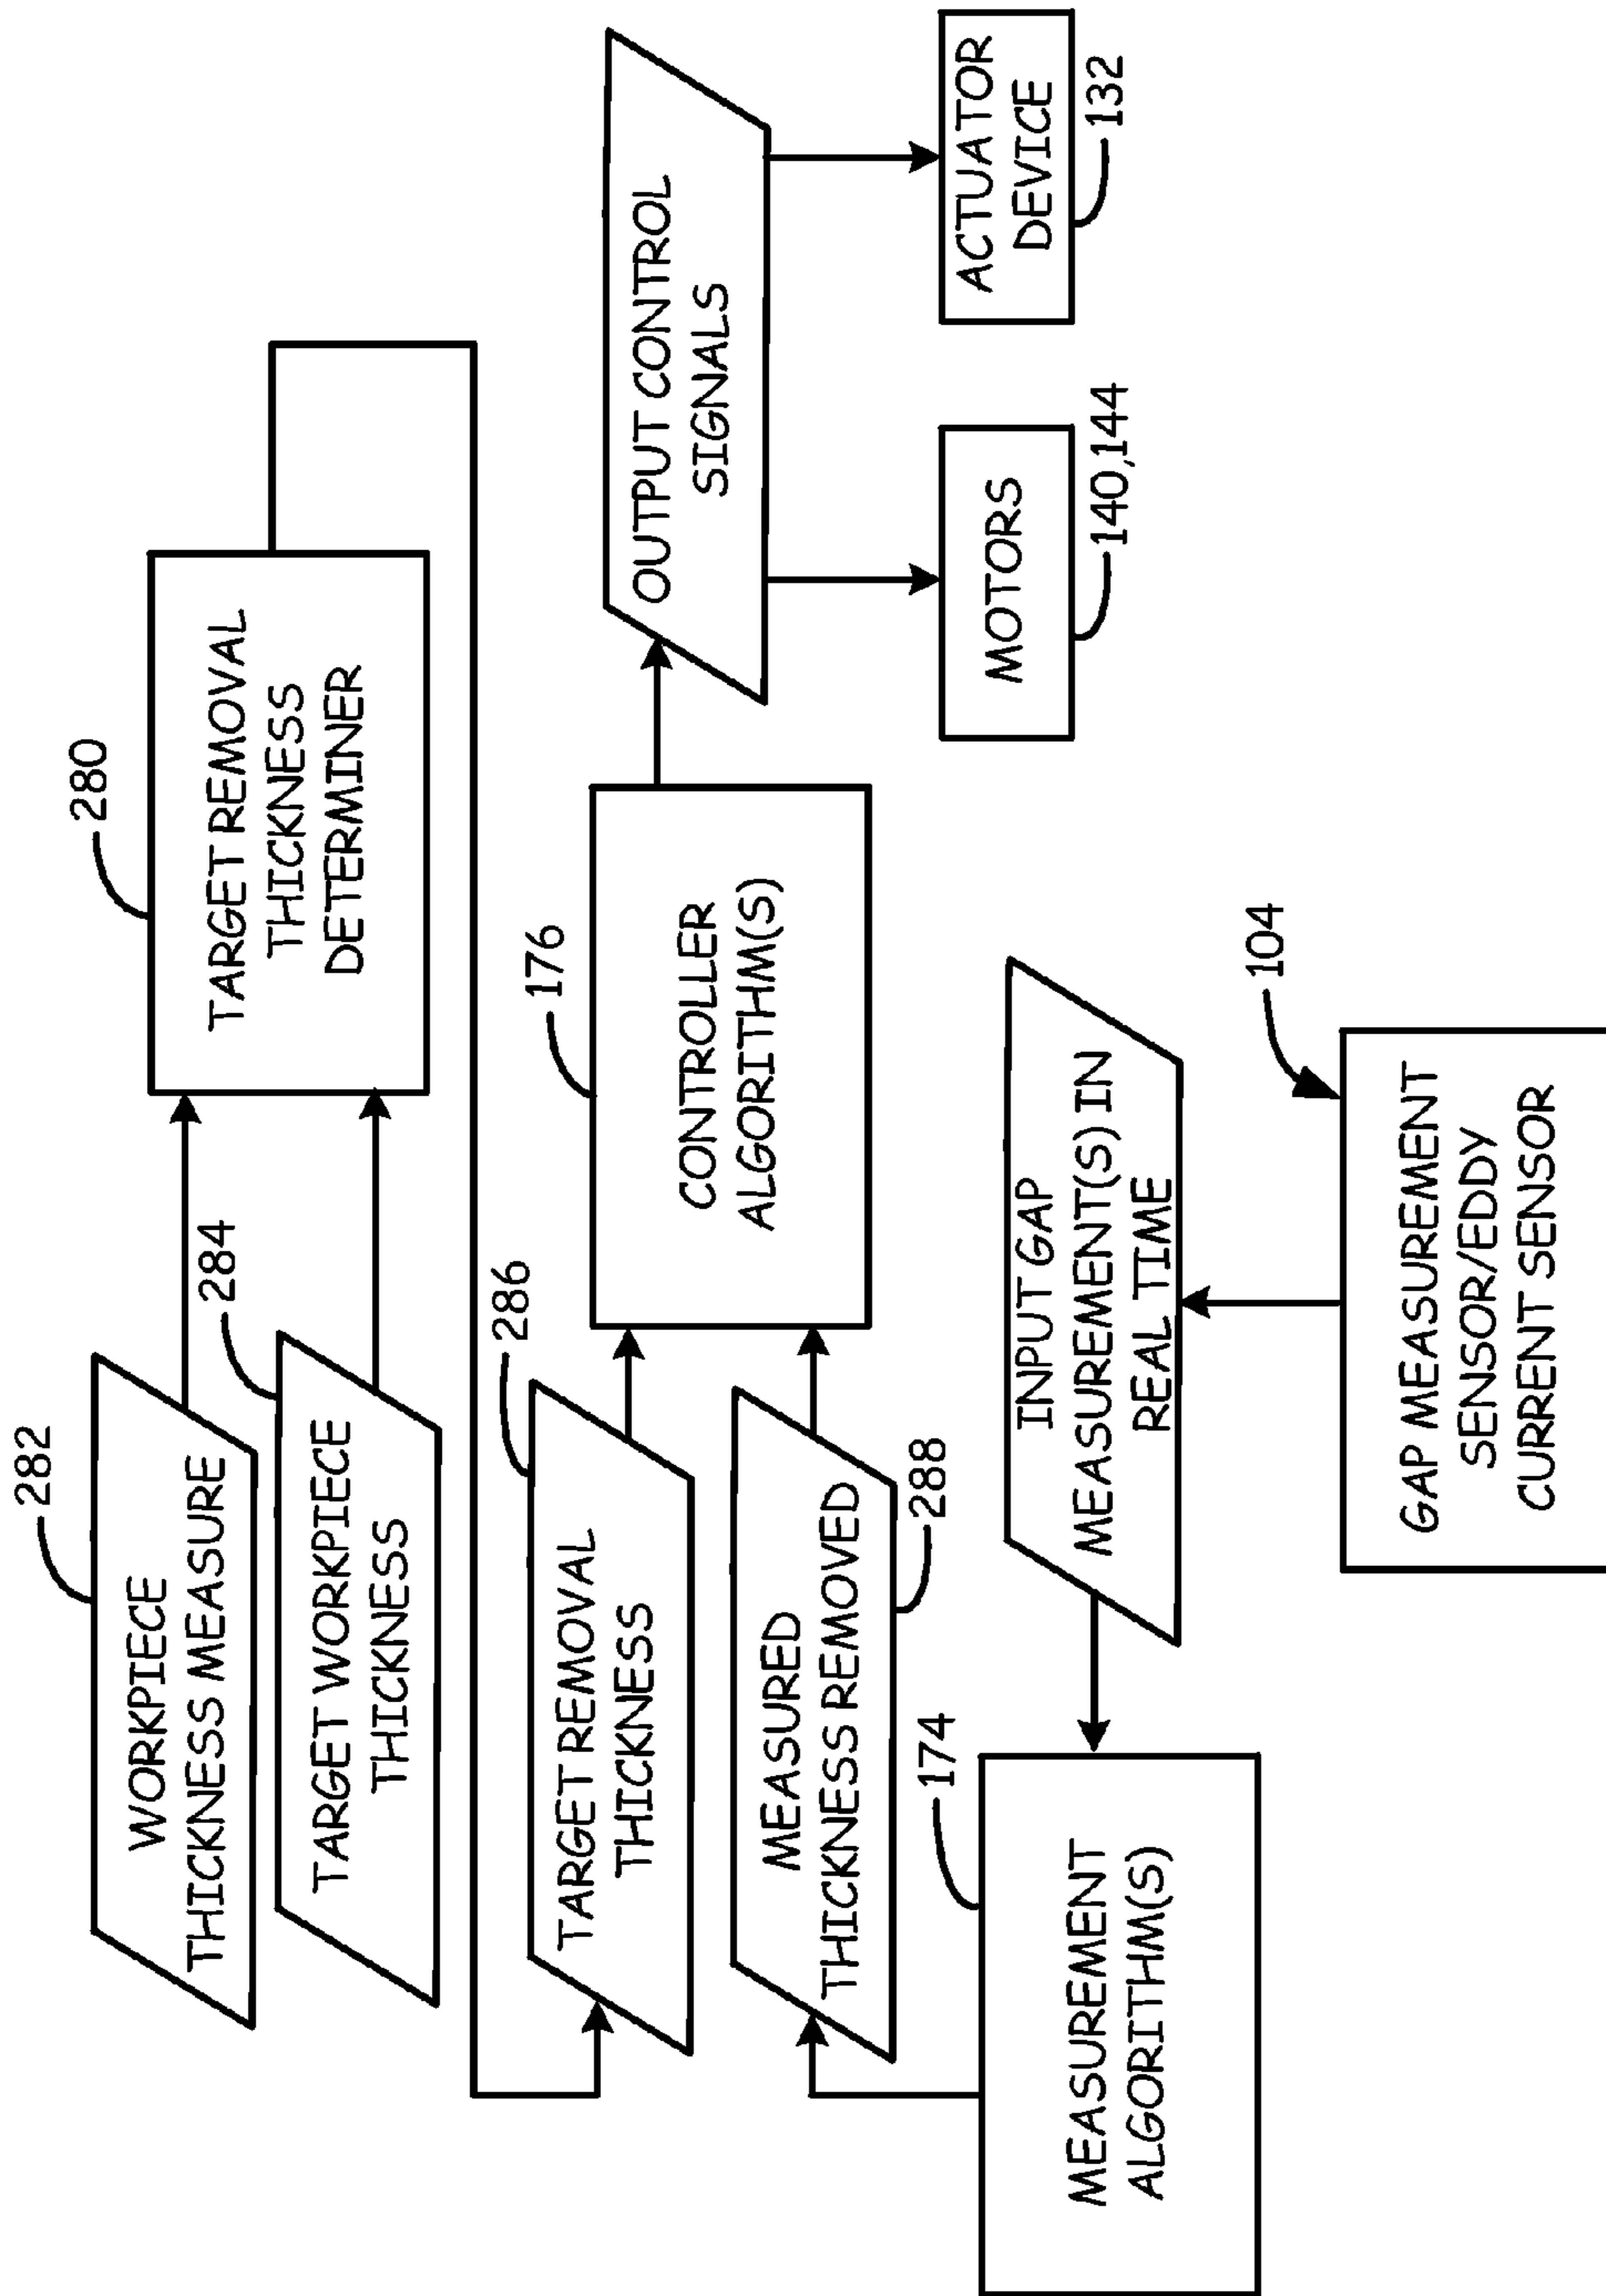 282
WORKPIECE
THICKNESS MEASURE
284
TARGET WORKPIECE
THICKNESS
280
TARGET REMOVAL
THICKNESS
DETERMINER
286
TARGET REMOVAL
THICKNESS
MEASURED
THICKNESS REMOVED
288
176
CONTROLLER
ALGORITHM(S)
OUTPUT CONTROL
SIGNALS
MOTORS
140,144
ACTUATOR
DEVICE
132
174
MEASUREMENT
ALGORITHM(S)
INPUT GAP
MEASUREMENT(S) IN
REAL TIME
104
GAP MEASUREMENT
SENSOR/EDDY
CURRENT SENSOR